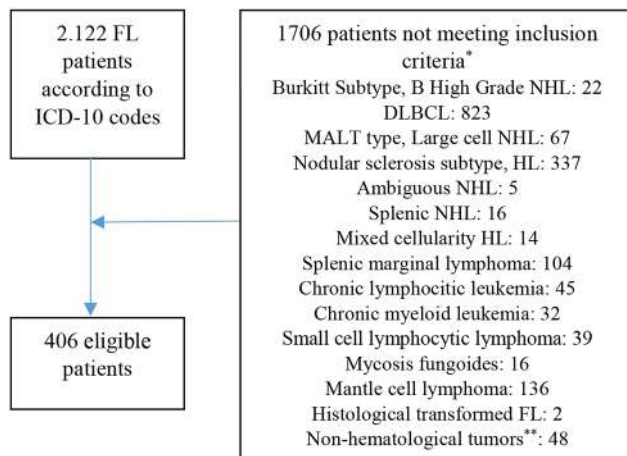 2.122 FL
patients
according to
ICD-10 codes
406 eligible
patients
1706 patients not meeting inclusion
criteria*
Burkitt Subtype, B High Grade NHL: 22
DLBCL: 823
MALT type, Large cell NHL: 67
Nodular sclerosis subtype, HL: 337
Ambiguous NHL: 5
Splenic NHL: 16
Mixed cellularity HL: 14
Splenic marginal lymphoma: 104
Chronic lymphocitic leukemia: 45
Chronic myeloid leukemia: 32
Small cell lymphocytic lymphoma: 39
Mycosis fungoides: 16
Mantle cell lymphoma: 136
Histological transformed FL: 2
Non-hematological tumors**: 48